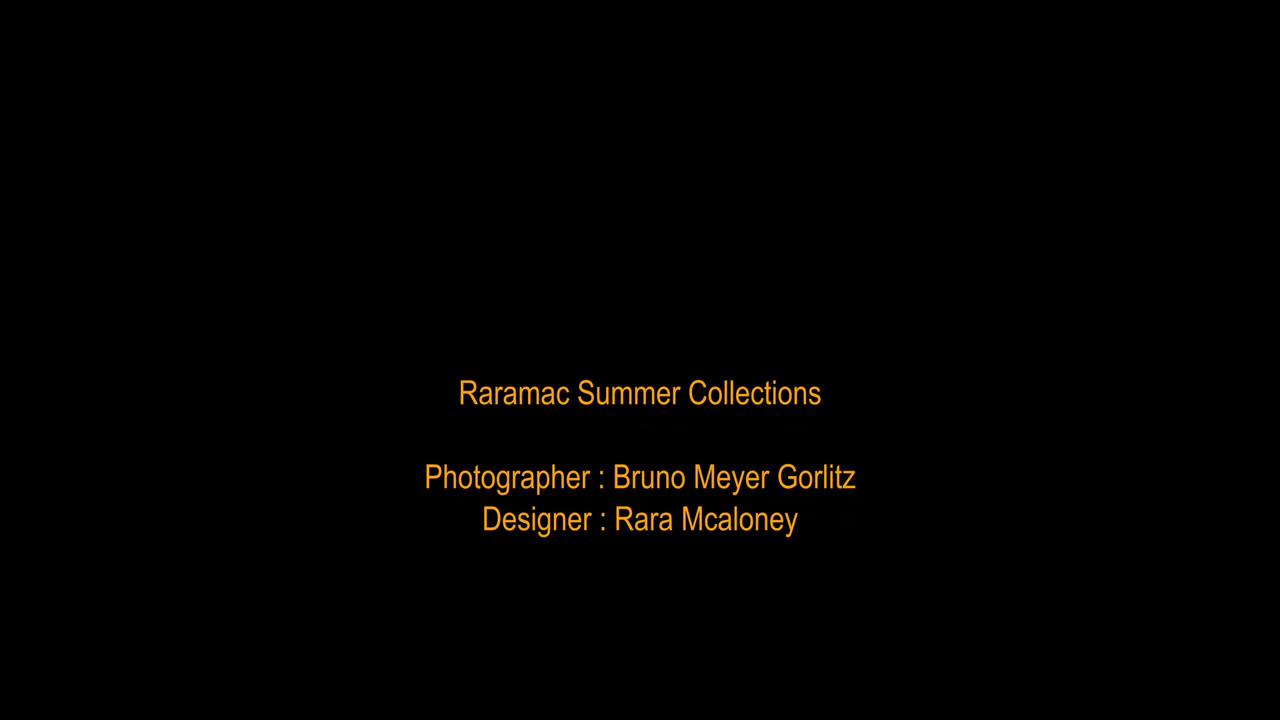 Raramac Summer Collections
Photographer : Bruno Meyer Gorlitz
Designer : Rara Mcaloney